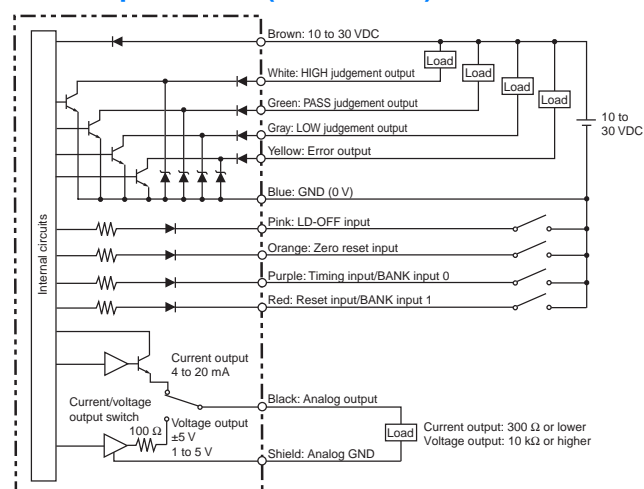 Brown: 10 to 30 VDC
Load
White: HIGH judgement output
Load
Green: PASS judgement output
Load
Gray: LOW judgement output
Load
Yellow: Error output
10 to
30 VDC
Blue: GND (0 V)
Internal circuits
Pink: LD-OFF input
Orange: Zero reset input
Purple: Timing input/BANK input 0
Red: Reset input/BANK input 1
Current output
4 to 20 mA
Current/voltage
output switch
Black: Analog output
100 Ω
Voltage output
±5 V
1 to 5 V
Load
Current output: 300 Ω or lower
Voltage output: 10 kΩ or higher
Shield: Analog GND